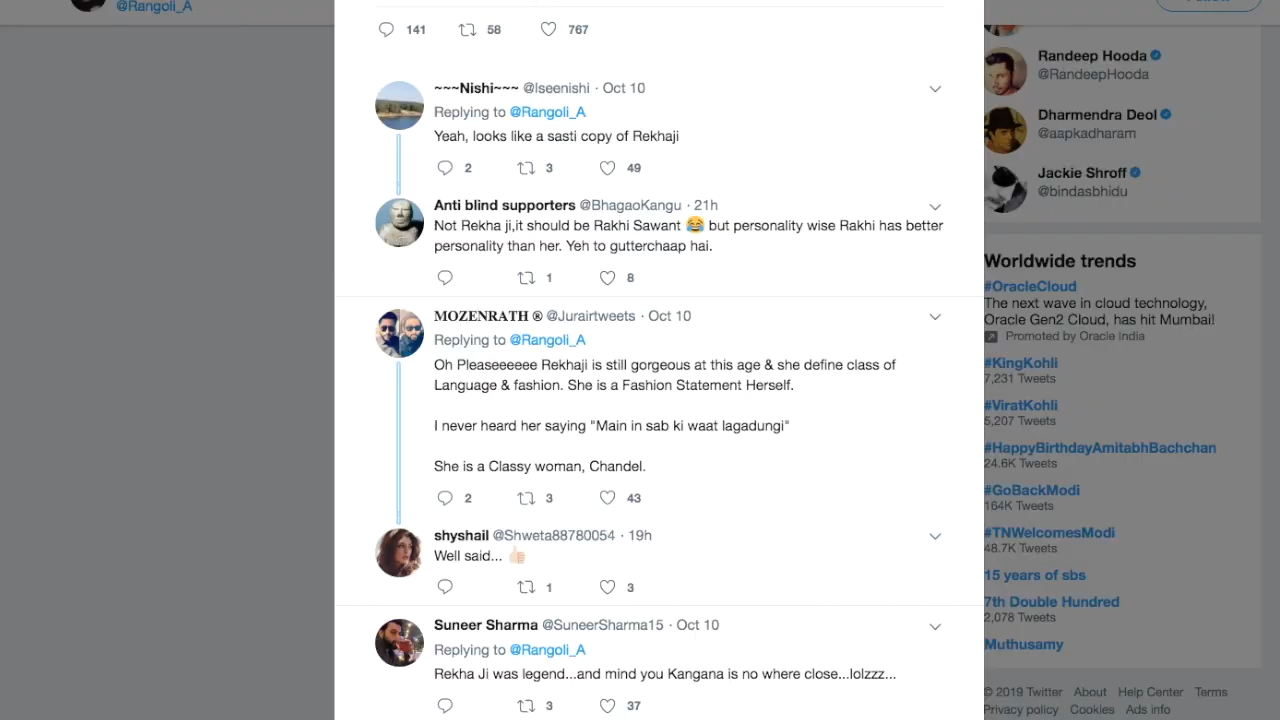 @Rangoli_A
141 58 767
~~~Nishi~~~ @Iseenishi · Oct 10
Replying to @Rangoli_A
Yeah, looks like a sasti copy of Rekhaji
2 3 49
Anti blind supporters @BhagaoKangu · 21h
Not Rekha ji,it should be Rakhi Sawant 😂 but personality wise Rakhi has better
personality than her. Yeh to gutterchaap hai.
1 8
MOZENRATH ® @Jurairtweets · Oct 10
Replying to @Rangoli_A
Oh Pleaseeeeee Rekhaji is still gorgeous at this age & she define class of
Language & fashion. She is a Fashion Statement Herself.
I never heard her saying "Main in sab ki waat lagadungi"
She is a Classy woman, Chandel.
2 3 43
shyshail @Shweta88780054 · 19h
Well said... 👍🏻
1 3
Suneer Sharma @SuneerSharma15 · Oct 10
Replying to @Rangoli_A
Rekha Ji was legend...and mind you Kangana is no where close...lolzzz...
3 37
Randeep Hooda
@RandeepHooda
Dharmendra Deol
@aapkadharam
Jackie Shroff
@bindasbhidu
Worldwide trends
#OracleCloud
The next wave in cloud technology,
Oracle Gen2 Cloud, has hit Mumbai!
Promoted by Oracle India
#KingKohli
7,231 Tweets
#ViratKohli
5,207 Tweets
#HappyBirthdayAmitabhBachchan
24.6K Tweets
#GoBackModi
164K Tweets
#TNWelcomesModi
48.7K Tweets
15 years of sbs
7th Double Hundred
2,078 Tweets
Muthusamy
© 2019 Twitter About Help Center Terms
Privacy policy Cookies Ads info